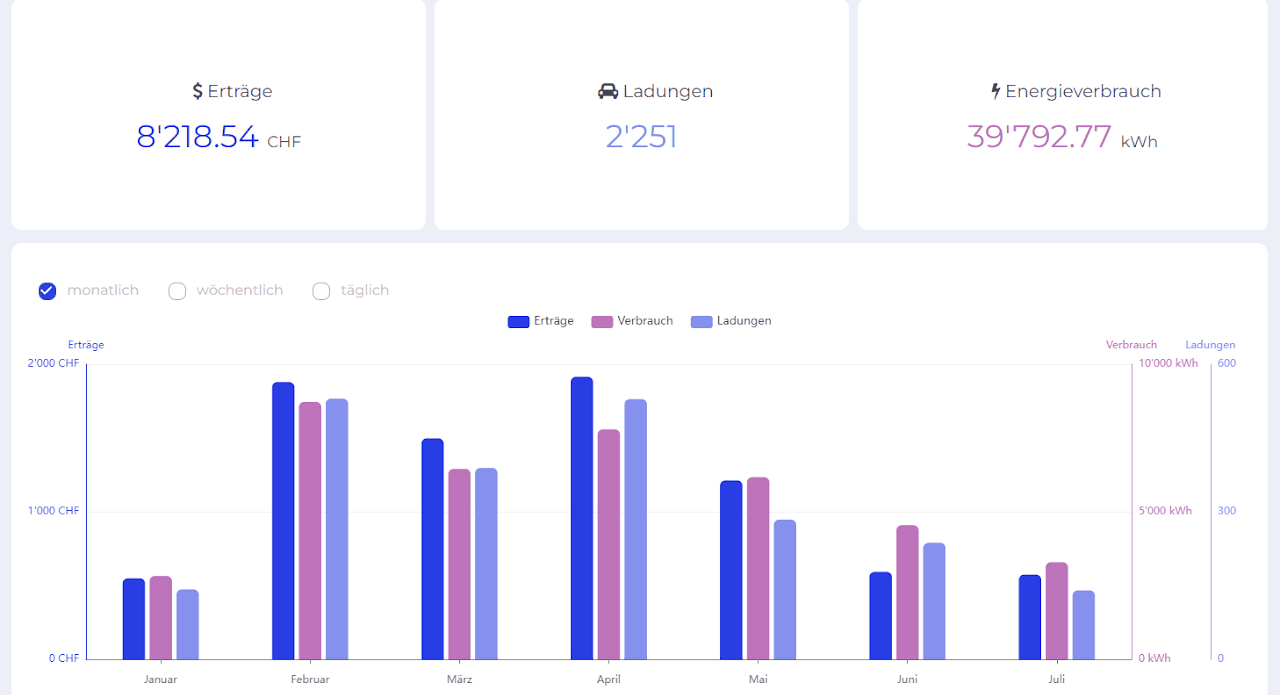 Erträge
8'218.54 CHF
Ladungen
2'251
Energieverbrauch
39'792.77 kWh
monatlich wöchentlich täglich
Erträge Verbrauch Ladungen
Erträge Verbrauch Ladungen
2'000 CHF 10'000 kWh 600
1'000 CHF 5'000 kWh 300
0 CHF 0 kWh 0
Januar Februar März April Mai Juni Juli